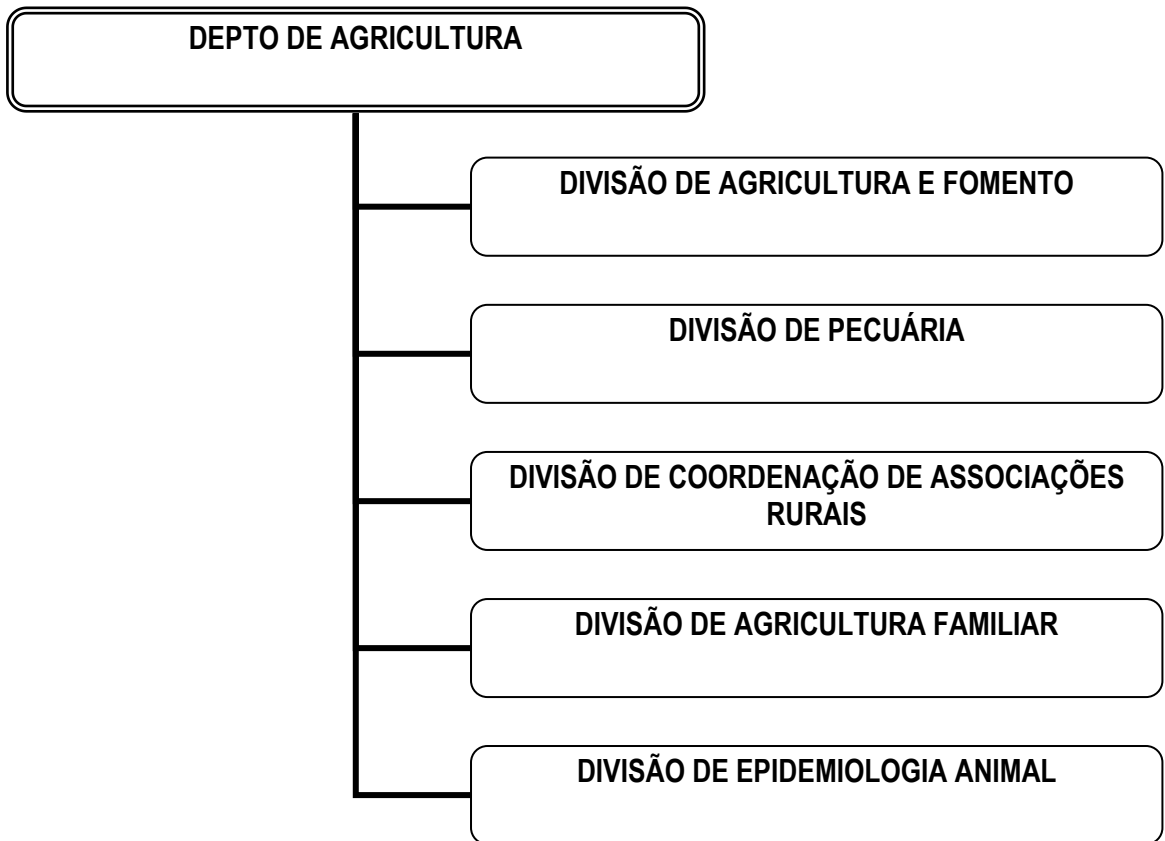 DEPTO DE AGRICULTURA
DIVISÃO DE AGRICULTURA E FOMENTO
DIVISÃO DE PECUÁRIA
DIVISÃO DE COORDENAÇÃO DE ASSOCIAÇÕES
RURAIS
DIVISÃO DE AGRICULTURA FAMILIAR
DIVISÃO DE EPIDEMIOLOGIA ANIMAL